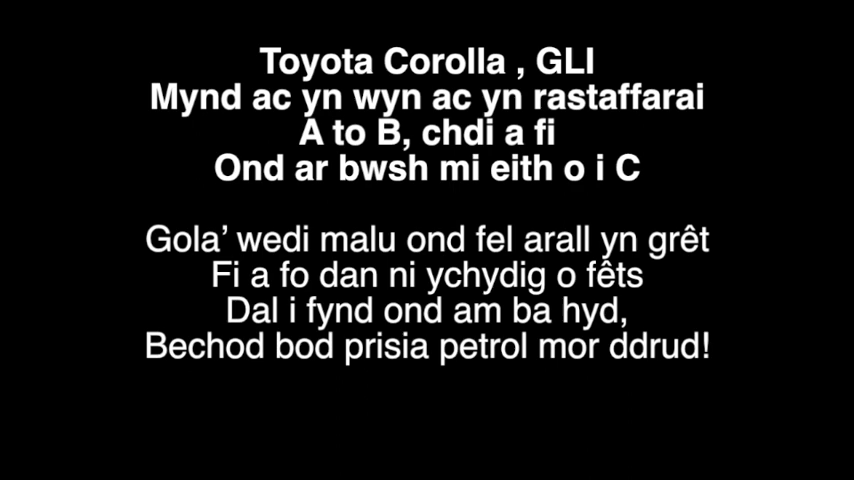 Toyota Corolla , GLI
Mynd ac yn wyn ac yn rastaffarai
A to B, chdi a fi
Ond ar bwsh mi eith o i C
Gola’ wedi malu ond fel arall yn grêt
Fi a fo dan ni ychydig o fêts
Dal i fynd ond am ba hyd,
Bechod bod prisia petrol mor ddrud!